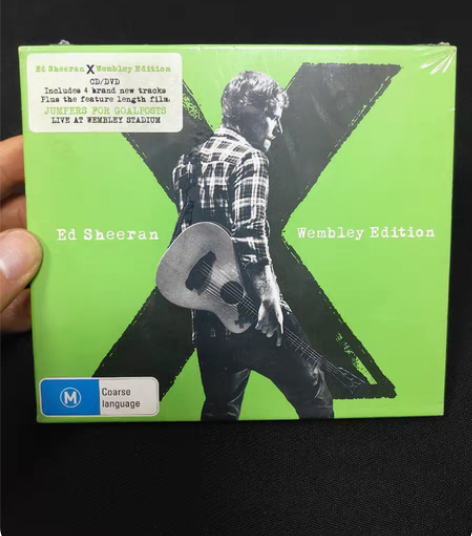 Ed Sheeran X Wembley Edition
CD/DVD
Includes 4 brand new tracks
Plus the feature length film.
JUMPERS FOR GOALPOSTS
LIVE AT WEMBLEY STADIUM
Ed Sheeran
Wembley Edition
M
Coarse
language